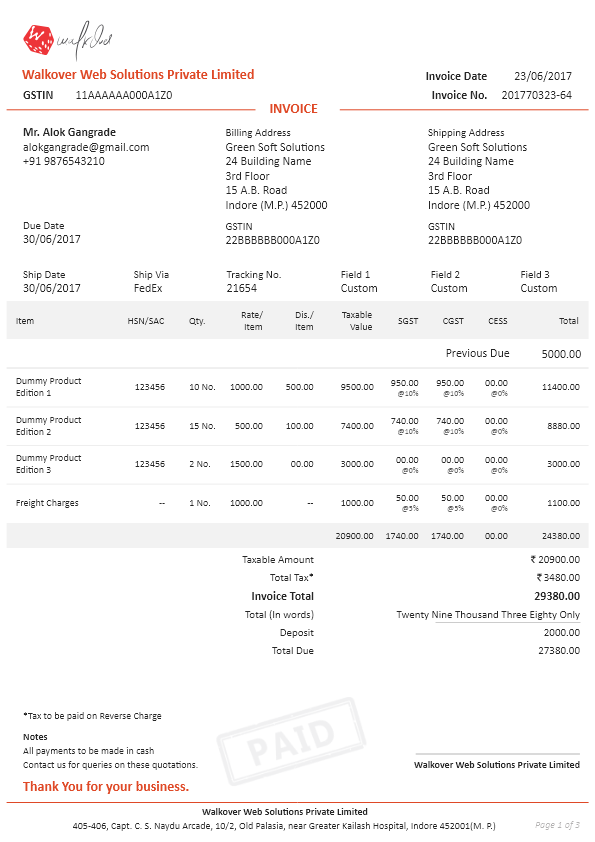 walkover
Walkover Web Solutions Private Limited
GSTIN 11AAAAAA000A1Z0
Invoice Date 23/06/2017
Invoice No. 201770323-64
INVOICE
Mr. Alok Gangrade
alokgangrade@gmail.com
+91 9876543210
Due Date
30/06/2017
Billing Address
Green Soft Solutions
24 Building Name
3rd Floor
15 A.B. Road
Indore (M.P.) 452000
GSTIN
22BBBBBB000A1Z0
Shipping Address
Green Soft Solutions
24 Building Name
3rd Floor
15 A.B. Road
Indore (M.P.) 452000
GSTIN
22BBBBBB000A1Z0
Ship Date Ship Via Tracking No. Field 1 Field 2 Field 3
30/06/2017 FedEx 21654 Custom Custom Custom
Item HSN/SAC Qty. Rate/ Item Dis./ Item Taxable Value SGST CGST CESS Total
Previous Due 5000.00
Dummy Product 950.00 950.00 00.00
Edition 1 123456 10 No. 1000.00 500.00 9500.00 @10% @10% @0% 11400.00
Dummy Product 740.00 740.00 00.00
Edition 2 123456 15 No. 500.00 100.00 7400.00 @10% @10% @0% 8880.00
Dummy Product 00.00 00.00 00.00
Edition 3 123456 2 No. 1500.00 00.00 3000.00 @0% @0% @0% 3000.00
Freight Charges -- 1 No. 1000.00 -- 1000.00 50.00 50.00 00.00 1100.00
@5% @5% @0%
20900.00 1740.00 1740.00 00.00 24380.00
Taxable Amount ₹ 20900.00
Total Tax* ₹ 3480.00
Invoice Total 29380.00
Total (In words) Twenty Nine Thousand Three Eighty Only
Deposit 2000.00
Total Due 27380.00
*Tax to be paid on Reverse Charge
PAID
Notes
All payments to be made in cash
Contact us for queries on these quotations.
Walkover Web Solutions Private Limited
Thank You for your business.
Walkover Web Solutions Private Limited
405-406, Capt. C. S. Naydu Arcade, 10/2, Old Palasia, near Greater Kailash Hospital, Indore 452001(M. P.)
Page 1 of 3